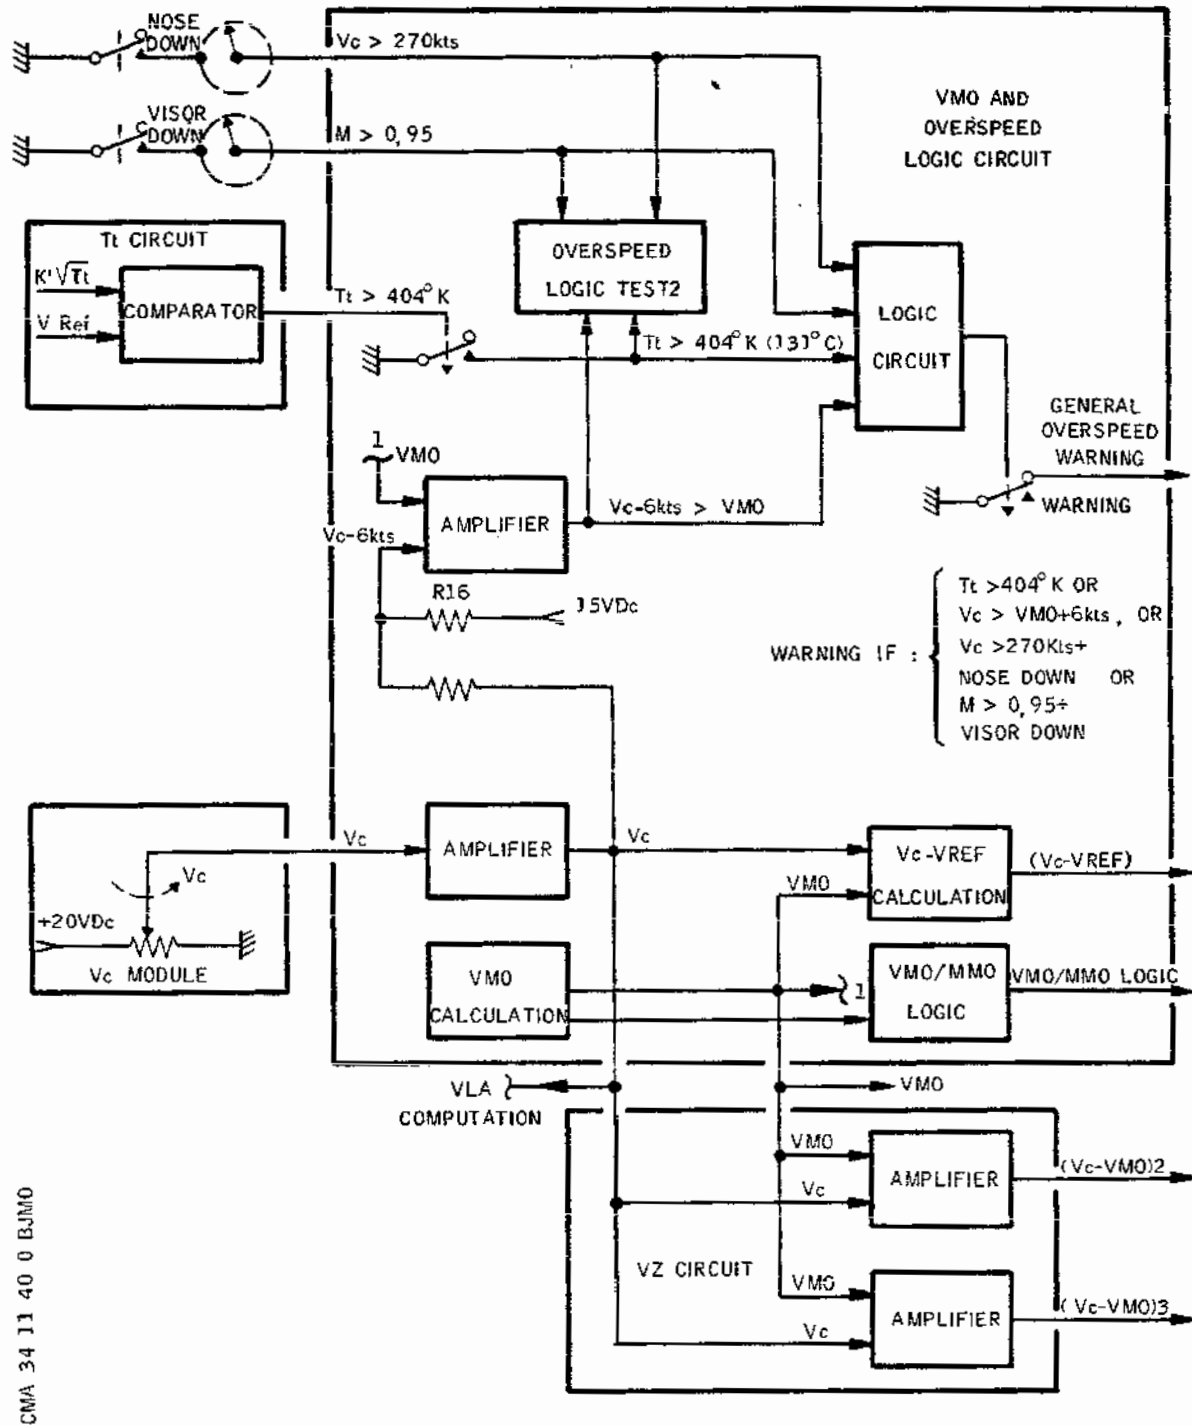 NOSE
DOWN
Vc > 270kts
VMO AND
OVERSPEED
LOGIC CIRCUIT
VISOR
DOWN
M > 0,95
Tt CIRCUIT
K'√Tt
V Ref
COMPARATOR
Tt > 404°K
OVERSPEED
LOGIC TEST2
Tt > 404°K (131°C)
LOGIC
CIRCUIT
GENERAL
OVERSPEED
WARNING
WARNING
1
VMO
Vc-6kts
AMPLIFIER
Vc-6kts > VMO
R16
15VDc
WARNING IF :
Tt >404°K OR
Vc > VMO+6kts, OR
Vc >270Kts+
NOSE DOWN OR
M > 0,95+
VISOR DOWN
Vc
+20VDc
Vc MODULE
Vc
AMPLIFIER
Vc
VMO
Vc-VREF
CALCULATION
(Vc-VREF)
VMO
CALCULATION
1
VMO/MMO
LOGIC
VMO/MMO LOGIC
VLA
COMPUTATION
VMO
VMO
Vc
AMPLIFIER
(Vc-VMO)2
VZ CIRCUIT
VMO
Vc
AMPLIFIER
(Vc-VMO)3
CMA 34 11 40 0 BJM0